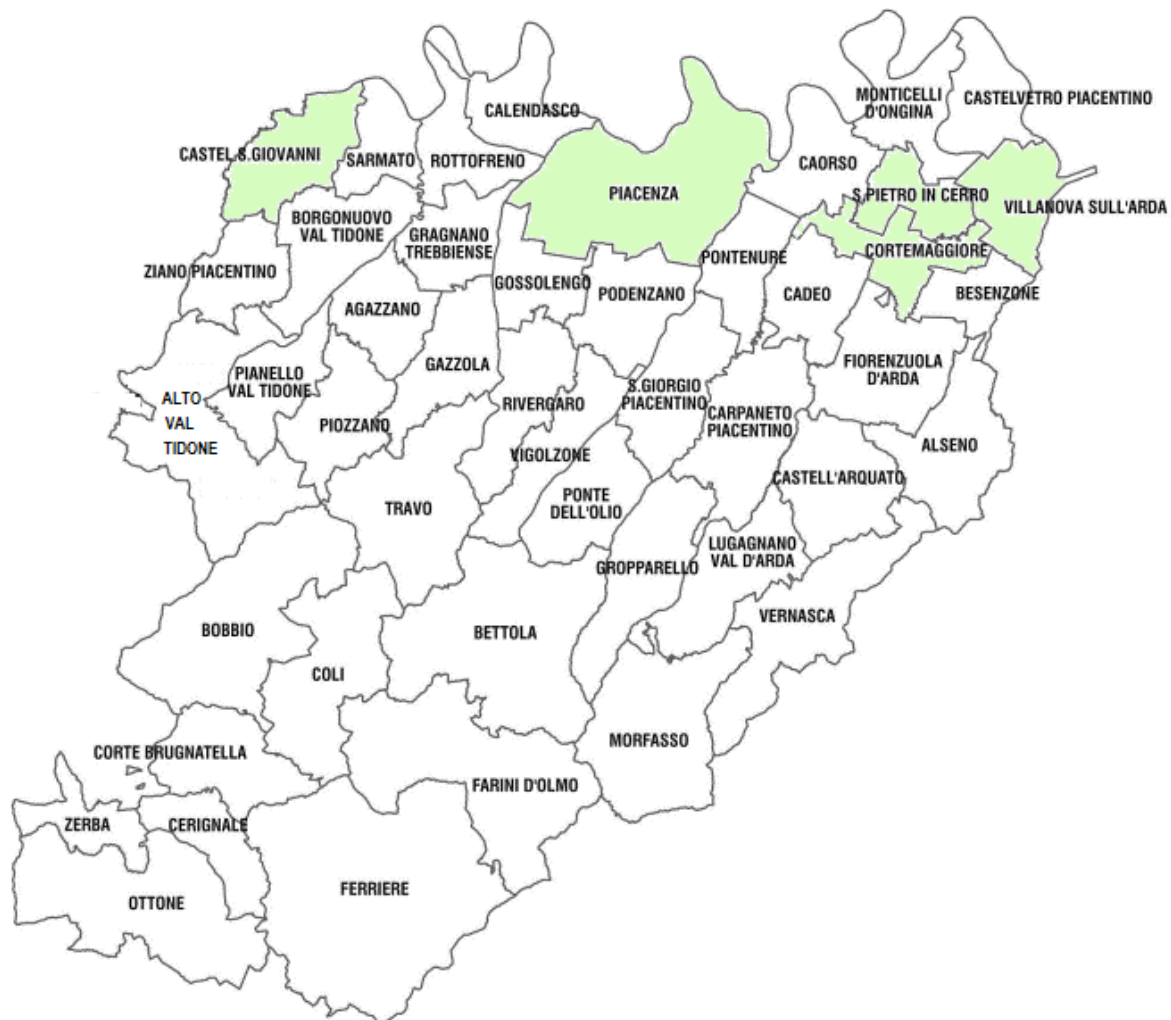 CALENDASCO
MONTICELLI
D'ONGINA
CASTELVETRO PIACENTINO
CASTEL S.GIOVANNI
SARMATO
ROTTOFRENO
CAORSO
PIACENZA
S.PIETRO IN CERRO
VILLANOVA SULL'ARDA
BORGONUOVO
VAL TIDONE
GRAGNANO
TREBBIENSE
ZIANO PIACENTINO
GOSSOLENGO
PODENZANO
PONTENURE
CORTEMAGGIORE
CADEO
BESENZONE
AGAZZANO
GAZZOLA
PIANELLO
VAL TIDONE
FIORENZUOLA
D'ARDA
ALTO
VAL
TIDONE
PIOZZANO
RIVERGARO
S.GIORGIO
PIACENTINO
CARPANETO
PIACENTINO
ALSENO
VIGOLZONE
CASTELL'ARQUATO
TRAVO
PONTE
DELL'OLIO
LUGAGNANO
VAL D'ARDA
GROPPARELLO
VERNASCA
BOBBIO
BETTOLA
COLI
MORFASSO
CORTE BRUGNATELLA
FARINI D'OLMO
ZERBA
CERIGNALE
FERRIERE
OTTONE